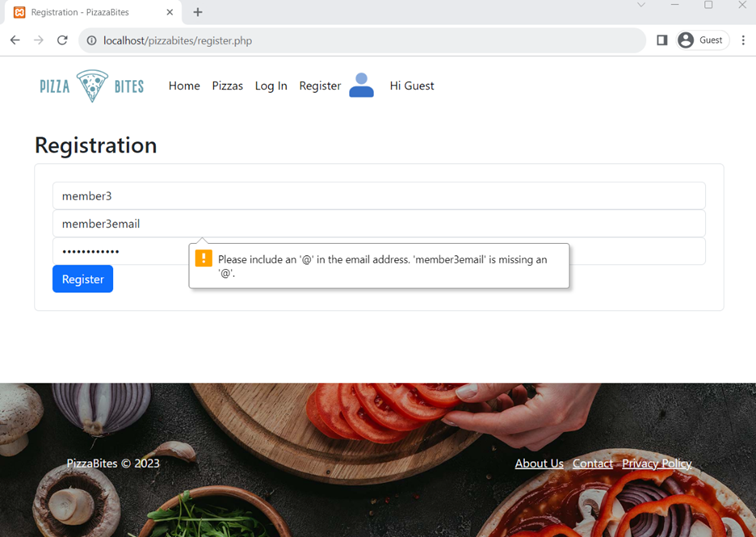 Registration - PizazaBites
localhost/pizzabites/register.php
Guest
PIZZA BITES
Home Pizzas Log In Register Hi Guest
Registration
member3
member3email
••••••••••••
Please include an '@' in the email address. 'member3email' is missing an
'@'.
Register
PizzaBites © 2023
About Us Contact Privacy Policy